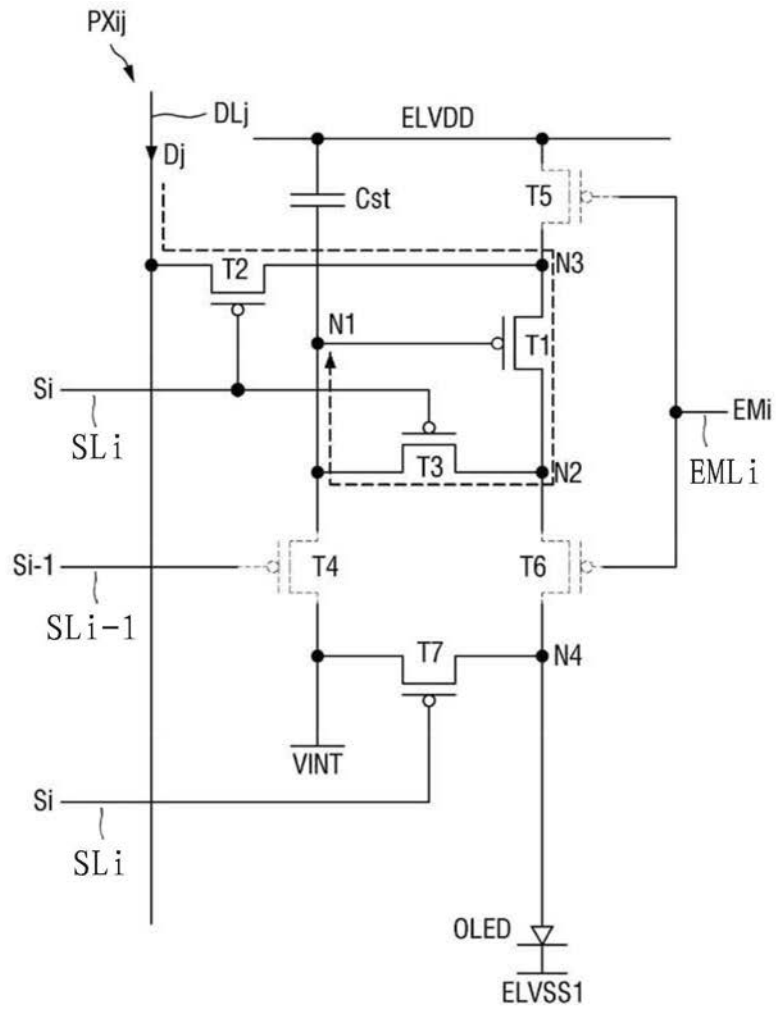 PXij
DLj
ELVDD
Dj
Cst
T5
T2
N3
N1
T1
Si
SLi
EMi
EMLi
T3
N2
Si-1
SLi-1
T4
T6
T7
N4
VINT
Si
SLi
OLED
ELVSS1